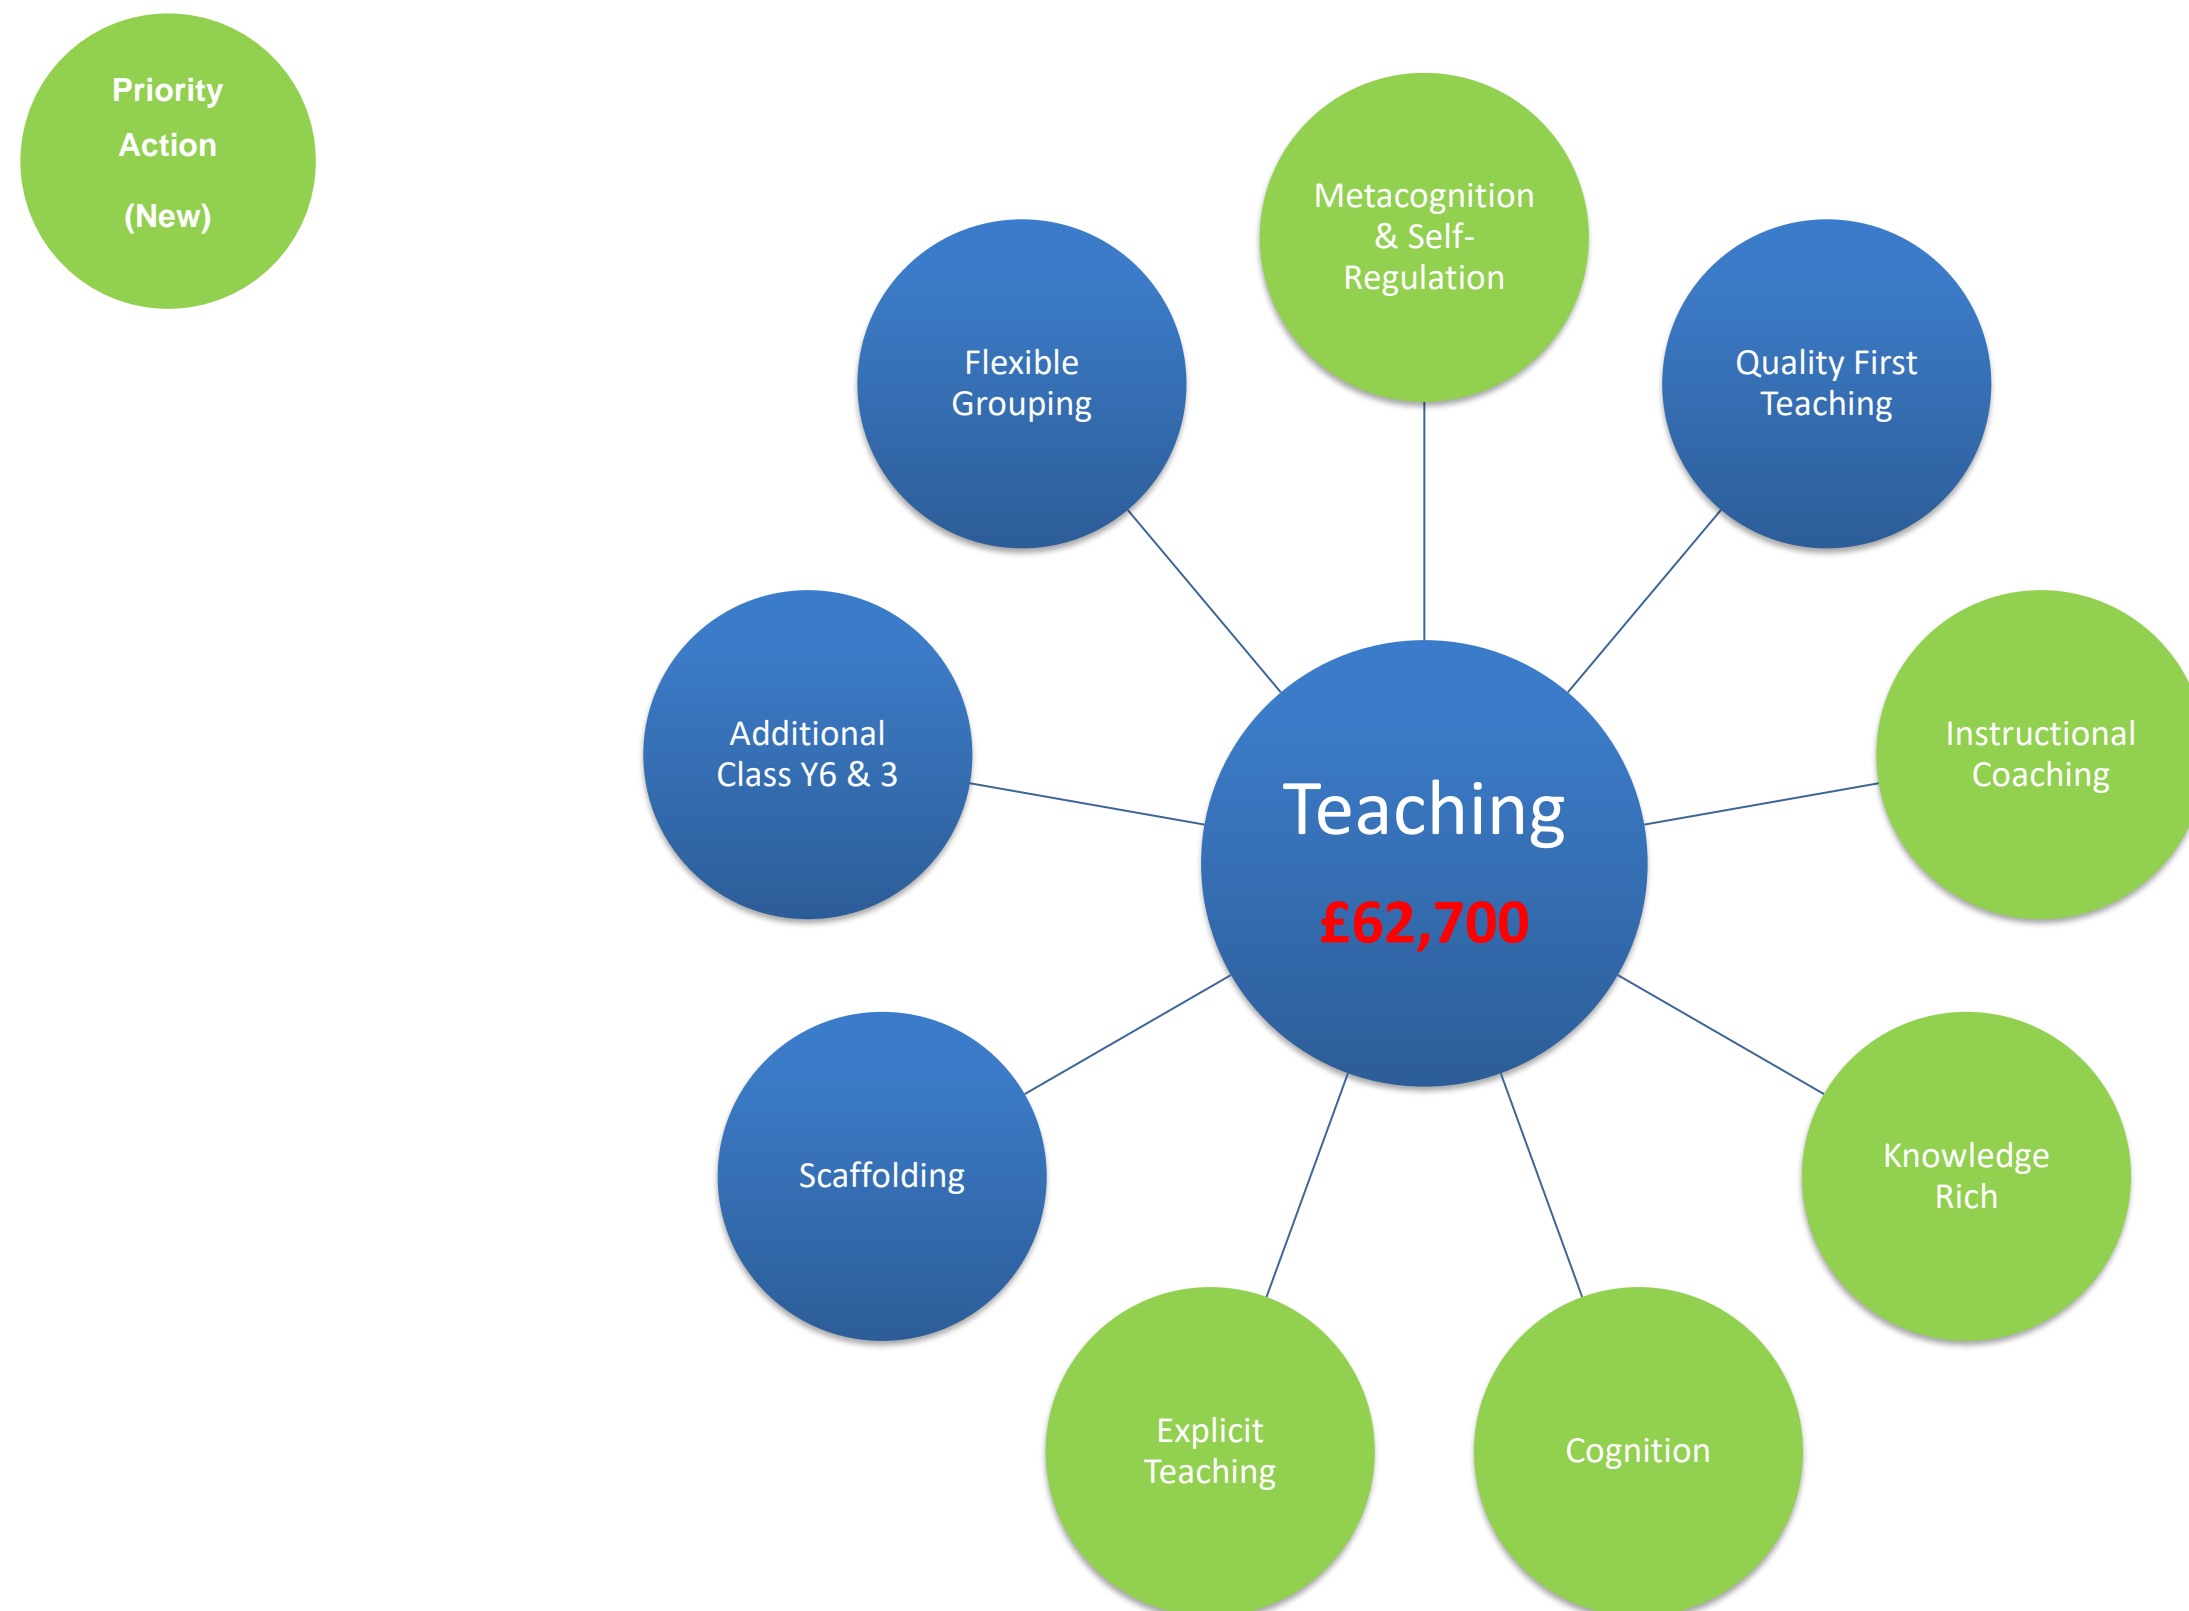 Priority
Action
(New)
Metacognition
& Self-
Regulation
Quality First
Teaching
Instructional
Coaching
Knowledge
Rich
Cognition
Explicit
Teaching
Scaffolding
Additional
Class Y6 & 3
Flexible
Grouping
Teaching
£62,700